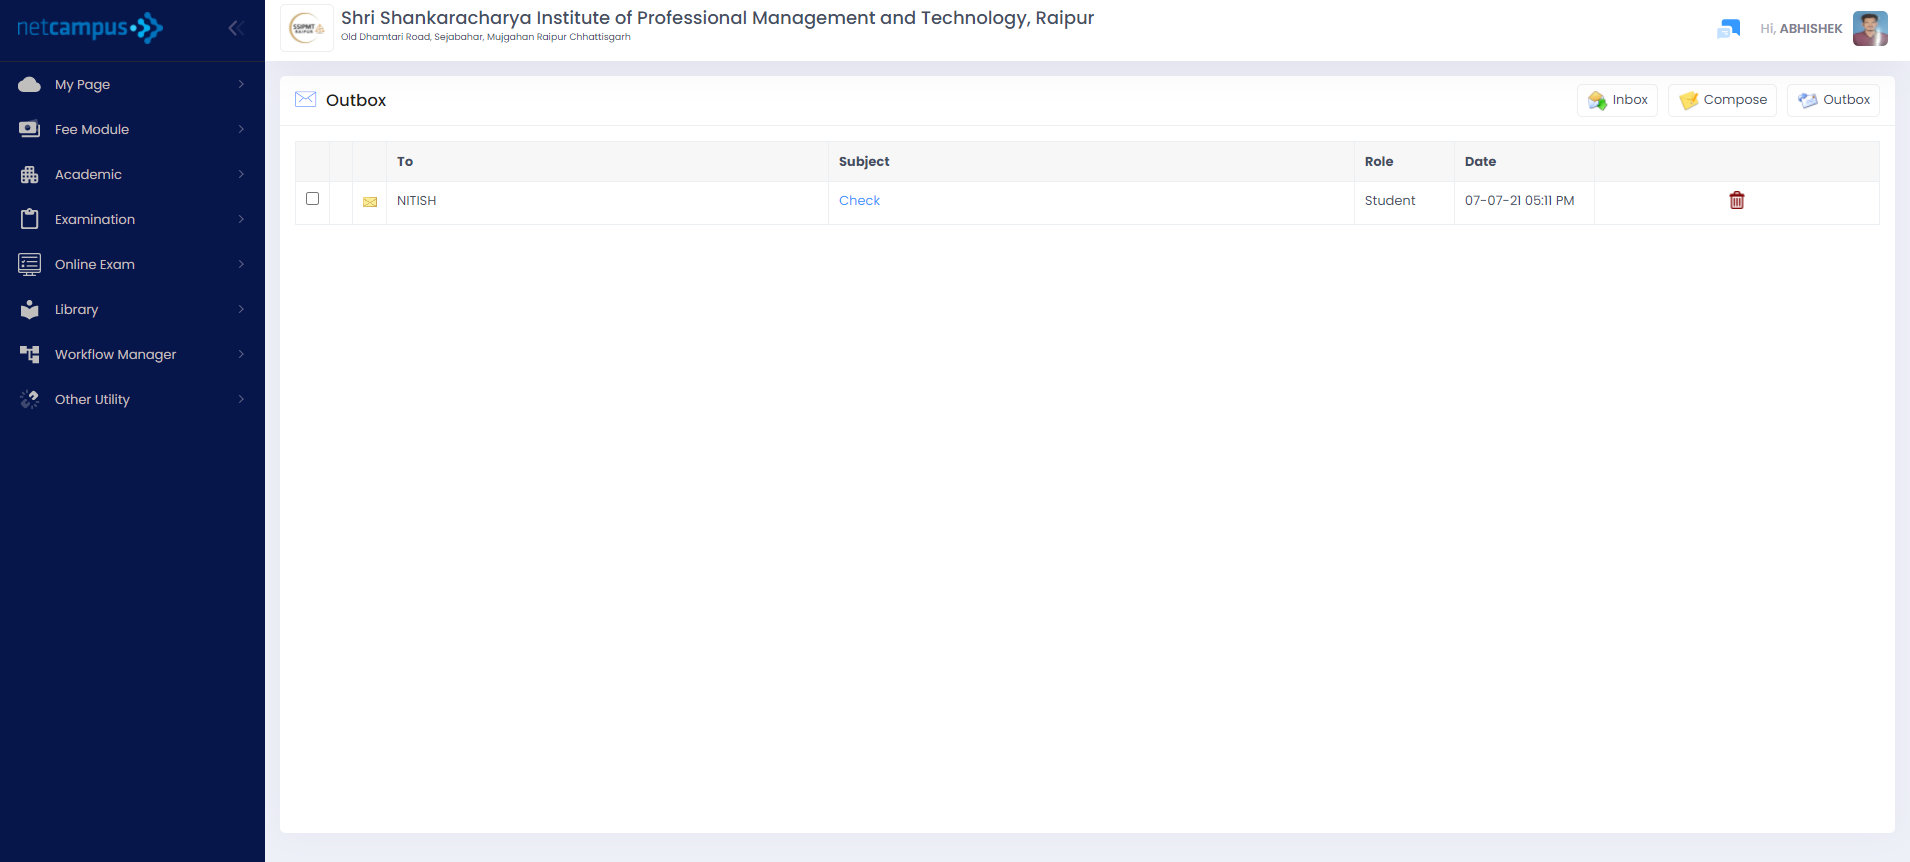 netcampus
Shri Shankaracharya Institute of Professional Management and Technology, Raipur
Old Dhamtari Road, Sejabahar, Mujgahan Raipur Chhattisgarh
SSIPMT
RAIPUR
Hi, ABHISHEK
My Page
Fee Module
Academic
Examination
Online Exam
Library
Workflow Manager
Other Utility
Outbox
Inbox
Compose
Outbox
To Subject Role Date
NITISH Check Student 07-07-21 05:11 PM